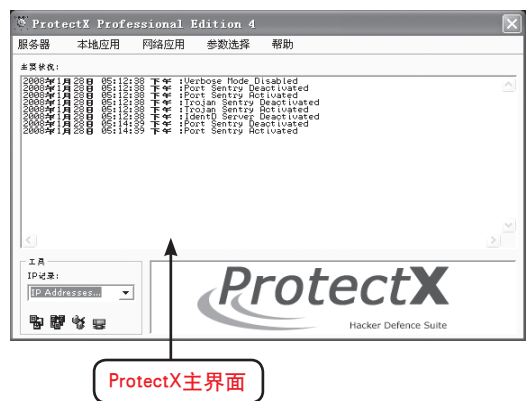 ProtectX Professional Edition 4
服务器 本地应用 网络应用 参数选择 帮助
主要状仪:
2008年1月28日 05:12:38 下午 :Verbose Mode Disabled
2008年1月28日 05:12:38 下午 :Port Sentry Deactivated
2008年1月28日 05:12:38 下午 :Port Sentry Activated
2008年1月28日 05:12:38 下午 :Trojan Sentry Deactivated
2008年1月28日 05:12:38 下午 :Trojan Sentry Activated
2008年1月28日 05:12:38 下午 :IdentD Server Deactivated
2008年1月28日 05:14:39 下午 :Port Sentry Deactivated
2008年1月28日 05:14:39 下午 :Port Sentry Activated
工具
IP记录:
IP Addresses...
ProtectX
Hacker Defence Suite
ProtectX主界面